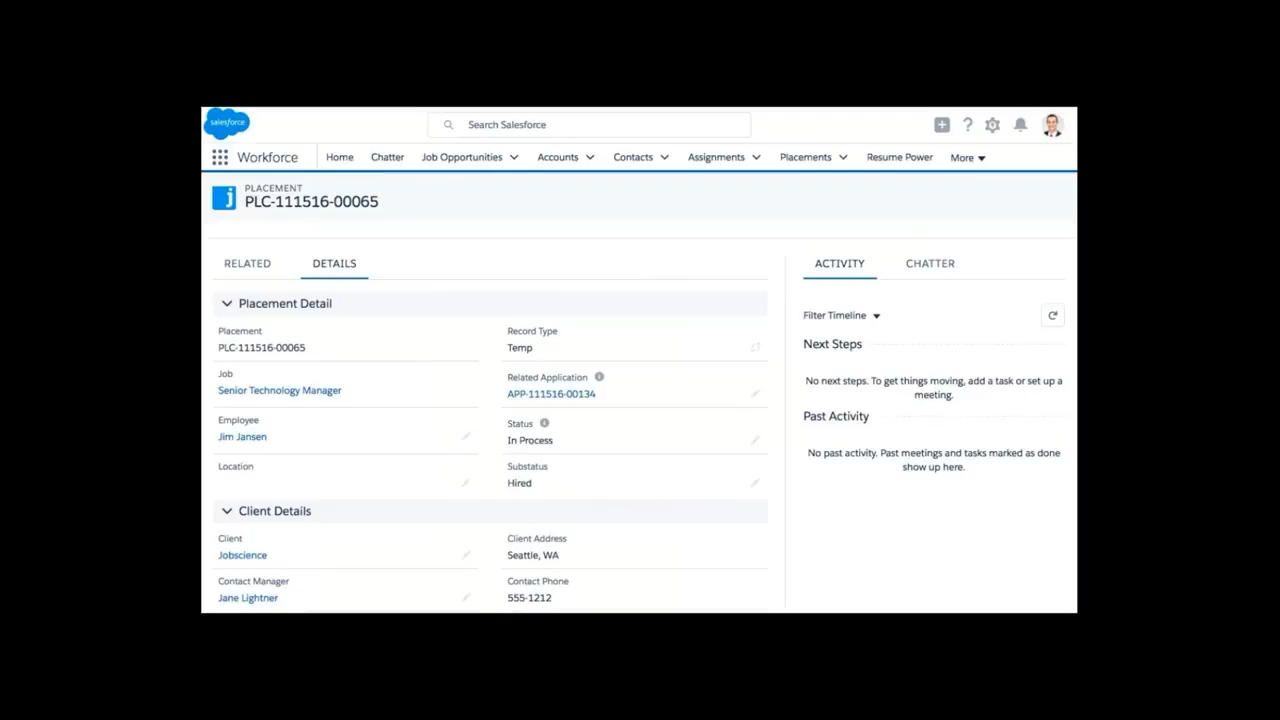 salesforce
Search Salesforce
?
Workforce
Home
Chatter
Job Opportunities
Accounts
Contacts
Assignments
Placements
Resume Power
More
j
PLACEMENT
PLC-111516-00065
RELATED
DETAILS
Placement Detail
Placement
PLC-111516-00065
Record Type
Temp
Job
Senior Technology Manager
Related Application
APP-111516-00134
Employee
Jim Jansen
Status
In Process
Location
Substatus
Hired
Client Details
Client
Jobscience
Client Address
Seattle, WA
Contact Manager
Jane Lightner
Contact Phone
555-1212
ACTIVITY
CHATTER
Filter Timeline
Next Steps
No next steps. To get things moving, add a task or set up a
meeting.
Past Activity
No past activity. Past meetings and tasks marked as done
show up here.